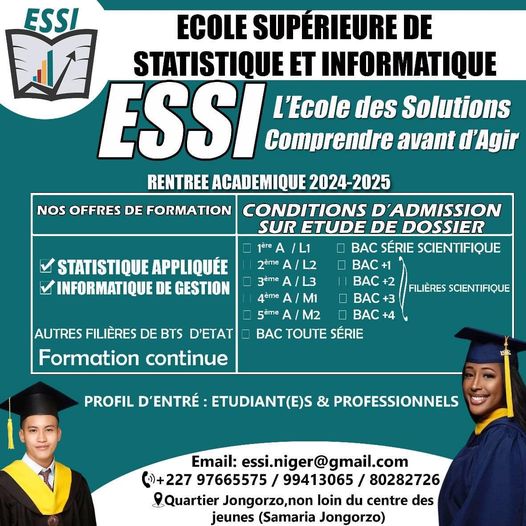 ESSI
ECOLE SUPÉRIEURE DE
STATISTIQUE ET INFORMATIQUE
ESSI
L'Ecole des Solutions
Comprendre avant d'Agir
RENTREE ACADEMIQUE 2024-2025
NOS OFFRES DE FORMATION
CONDITIONS D'ADMISSION
SUR ETUDE DE DOSSIER
STATISTIQUE APPLIQUÉE
INFORMATIQUE DE GESTION
1ère A / L1 BAC SÉRIE SCIENTIFIQUE
2ème A / L2 BAC +1
3ème A / L3 BAC +2
4ème A / M1 BAC +3
5ème A / M2 BAC +4
FILIÈRES SCIENTIFIQUE
AUTRES FILIÈRES DE BTS D'ETAT BAC TOUTE SÉRIE
Formation continue
PROFIL D'ENTRÉ : ETUDIANT(E)S & PROFESSIONNELS
Email: essi.niger@gmail.com
+227 97665575 / 99413065 / 80282726
Quartier Jongorzo,non loin du centre des
jeunes (Samaria Jongorzo)